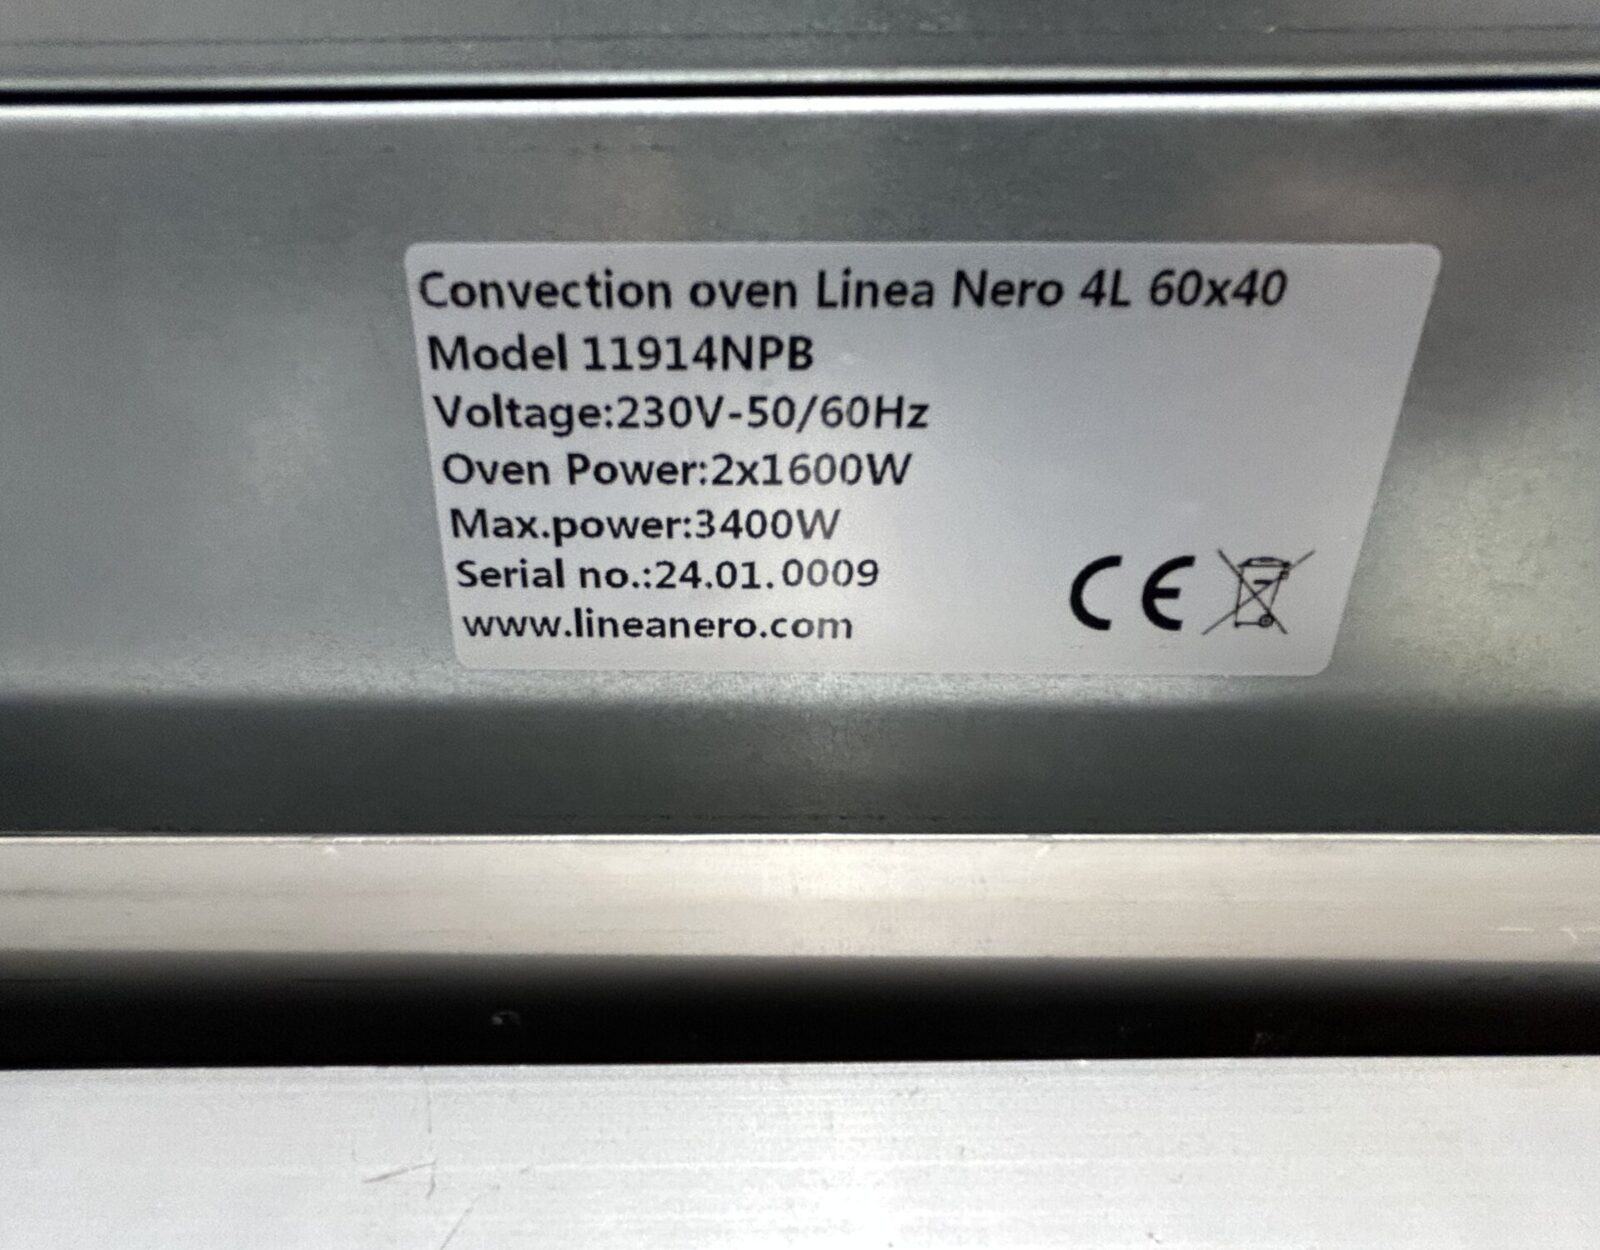 Convection oven Linea Nero 4L 60x40
Model 11914NPB
Voltage:230V-50/60Hz
Oven Power:2x1600W
Max.power:3400W
Serial no.:24.01.0009
www.lineanero.com
CE